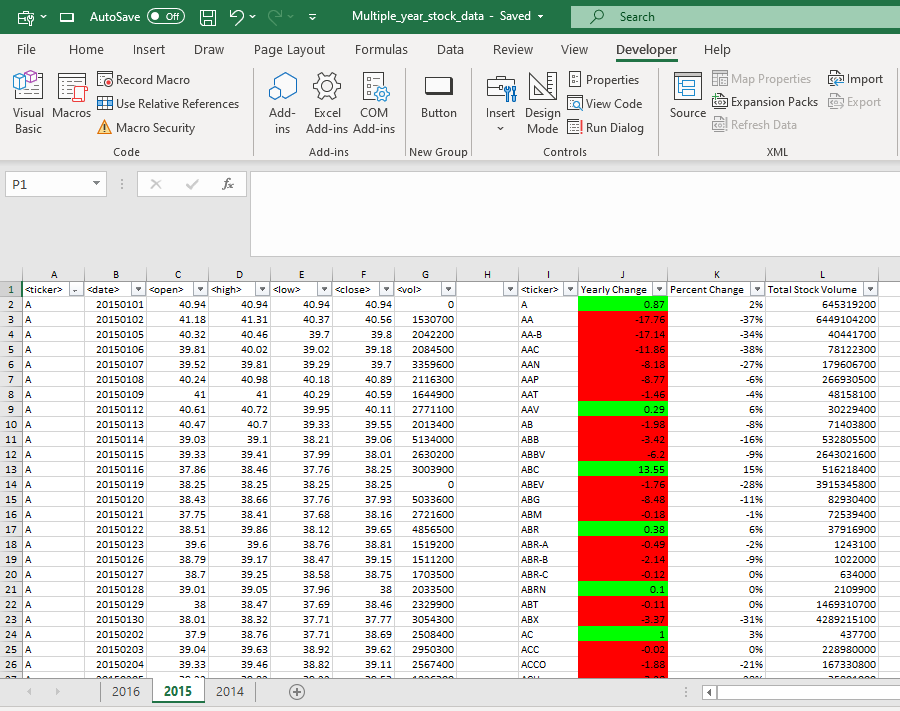 AutoSave Off Multiple_year_stock_data - Saved Search
File Home Insert Draw Page Layout Formulas Data Review View Developer Help
Visual Basic
Macros
Record Macro
Use Relative References
Macro Security
Code
Add-ins
Excel Add-ins
COM Add-ins
Add-ins
Button
New Group
Insert
Design Mode
Properties
View Code
Run Dialog
Controls
Source
Map Properties
Expansion Packs
Refresh Data
Import
Export
XML
P1 fx
A B C D E F G H I J K L
1 <ticker> <date> <open> <high> <low> <close> <vol> <ticker> Yearly Change Percent Change Total Stock Volume
2 A 20150101 40.94 40.94 40.94 40.94 0 A 0.87 2% 645319200
3 A 20150102 41.18 41.31 40.37 40.56 1530700 AA -17.76 -37% 6449104200
4 A 20150105 40.32 40.46 39.7 39.8 2042200 AA-B -17.14 -34% 40441700
5 A 20150106 39.81 40.02 39.02 39.18 2084500 AAC -11.86 -38% 78122300
6 A 20150107 39.52 39.81 39.29 39.7 3359600 AAN -8.18 -27% 179606700
7 A 20150108 40.24 40.98 40.18 40.89 2116300 AAP -8.77 -6% 266930500
8 A 20150109 41 41 40.29 40.59 1644900 AAT -1.46 -4% 48158100
9 A 20150112 40.61 40.72 39.95 40.11 2771100 AAV 0.29 6% 30229400
10 A 20150113 40.47 40.7 39.33 39.55 2013400 AB -1.98 -8% 71403800
11 A 20150114 39.03 39.1 38.21 39.06 5134000 ABB -3.42 -16% 532805500
12 A 20150115 39.33 39.41 37.99 38.01 2630200 ABBV -6.2 -9% 2643021600
13 A 20150116 37.86 38.46 37.76 38.25 3003900 ABC 13.55 15% 516218400
14 A 20150119 38.25 38.25 38.25 38.25 0 ABEV -1.76 -28% 3915345800
15 A 20150120 38.43 38.66 37.76 37.93 5033600 ABG -8.48 -11% 82930400
16 A 20150121 37.75 38.41 37.68 38.16 2721600 ABM -0.18 -1% 72539400
17 A 20150122 38.51 39.86 38.12 39.65 4856500 ABR 0.38 6% 37916900
18 A 20150123 39.6 39.6 38.76 38.81 1519200 ABR-A -0.49 -2% 1243100
19 A 20150126 38.79 39.17 38.47 39.15 1511200 ABR-B -2.14 -9% 1022000
20 A 20150127 38.7 39.25 38.58 38.75 1703500 ABR-C -0.12 0% 634000
21 A 20150128 39.01 39.05 37.96 38 2033500 ABRN 0.1 0% 2109900
22 A 20150129 38 38.47 37.69 38.46 2329900 ABT -0.11 0% 1469310700
23 A 20150130 38.01 38.32 37.71 37.77 3054300 ABX -3.37 -31% 4289215100
24 A 20150202 37.9 38.76 37.71 38.69 2508400 AC 1 3% 437700
25 A 20150203 39.04 39.63 38.92 39.62 2950300 ACC -0.02 0% 228980000
26 A 20150204 39.33 39.46 38.82 39.11 2567400 ACCO -1.88 -21% 167330800
2016 2015 2014